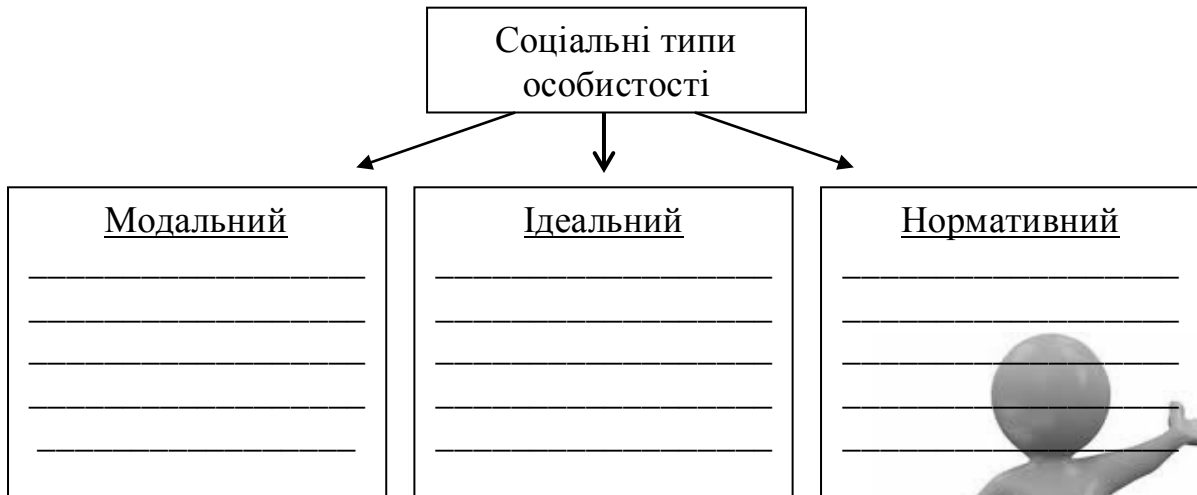 Соціальні типи
особистості
Модальний
Ідеальний
Нормативний